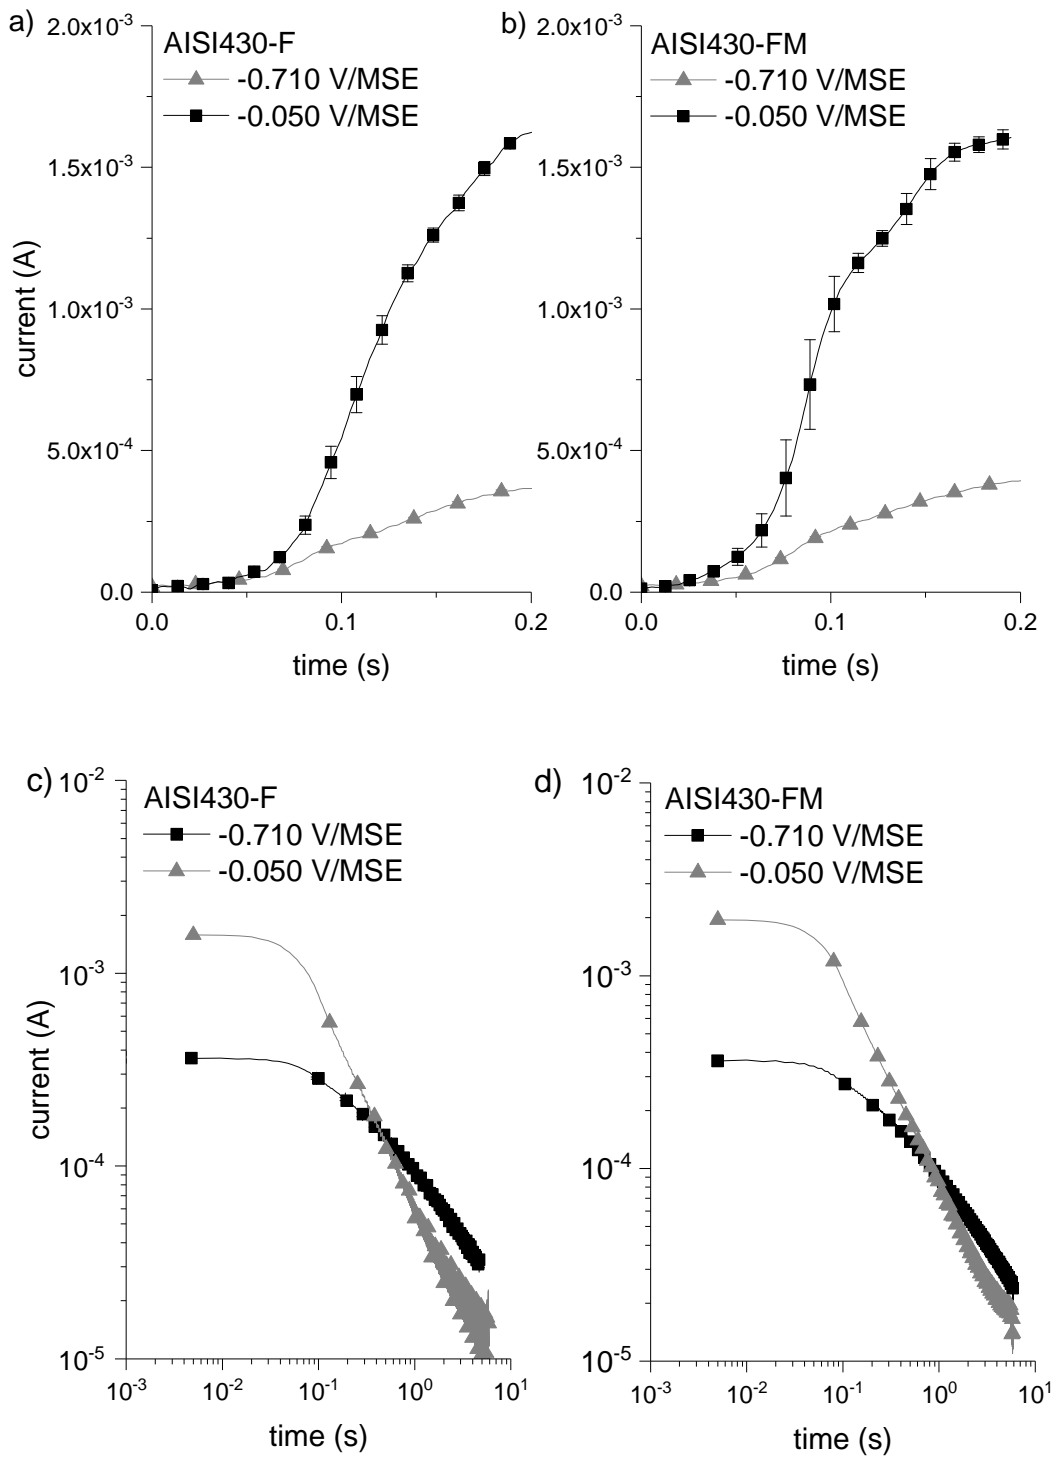 a)
AISI430-F
-0.710 V/MSE
-0.050 V/MSE
2.0x10⁻³
1.5x10⁻³
1.0x10⁻³
5.0x10⁻⁴
0.0
0.0
0.1
0.2
current (A)
time (s)
b)
AISI430-FM
-0.710 V/MSE
-0.050 V/MSE
2.0x10⁻³
1.5x10⁻³
1.0x10⁻³
5.0x10⁻⁴
0.0
0.0
0.1
0.2
time (s)
c)
AISI430-F
-0.710 V/MSE
-0.050 V/MSE
10⁻²
10⁻³
10⁻⁴
10⁻⁵
10⁻³
10⁻²
10⁻¹
10⁰
10¹
current (A)
time (s)
d)
AISI430-FM
-0.710 V/MSE
-0.050 V/MSE
10⁻²
10⁻³
10⁻⁴
10⁻⁵
10⁻³
10⁻²
10⁻¹
10⁰
10¹
time (s)